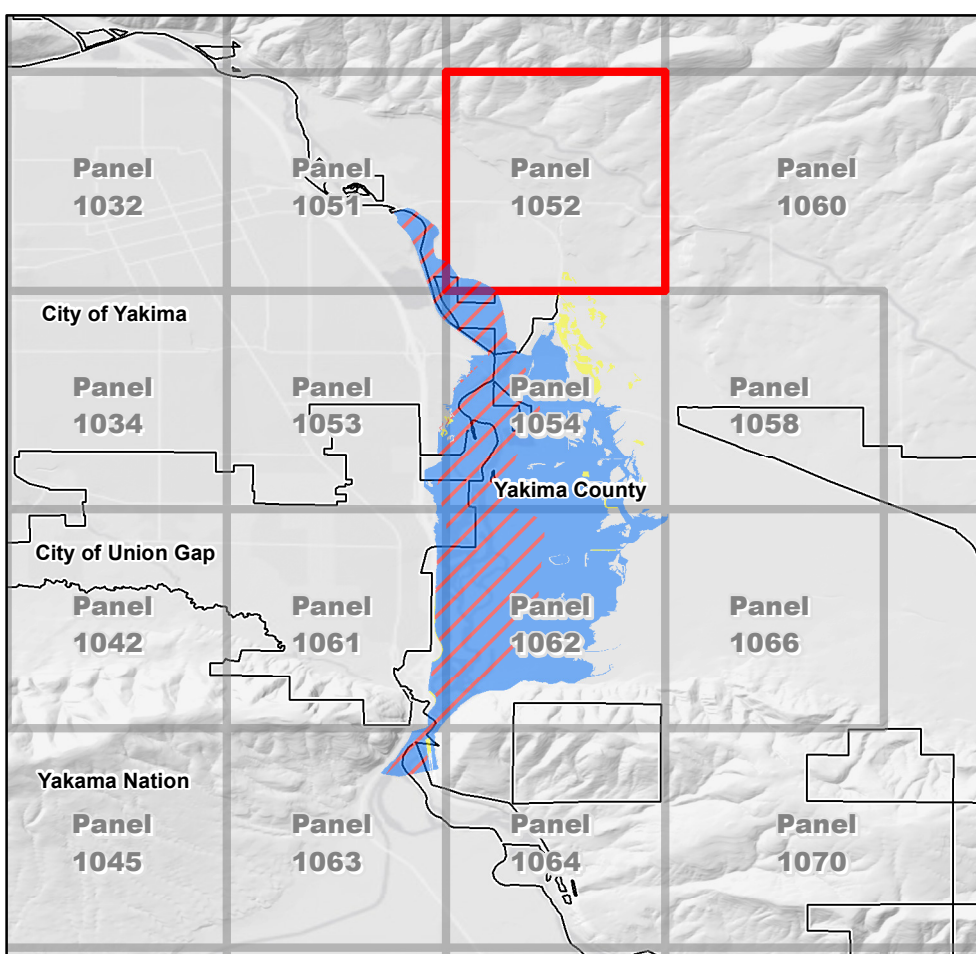 Panel
1032
Panel
1051
Panel
1052
Panel
1060
City of Yakima
Panel
1034
Panel
1053
Panel
1054
Panel
1058
Yakima County
City of Union Gap
Panel
1042
Panel
1061
Panel
1062
Panel
1066
Yakama Nation
Panel
1045
Panel
1063
Panel
1064
Panel
1070